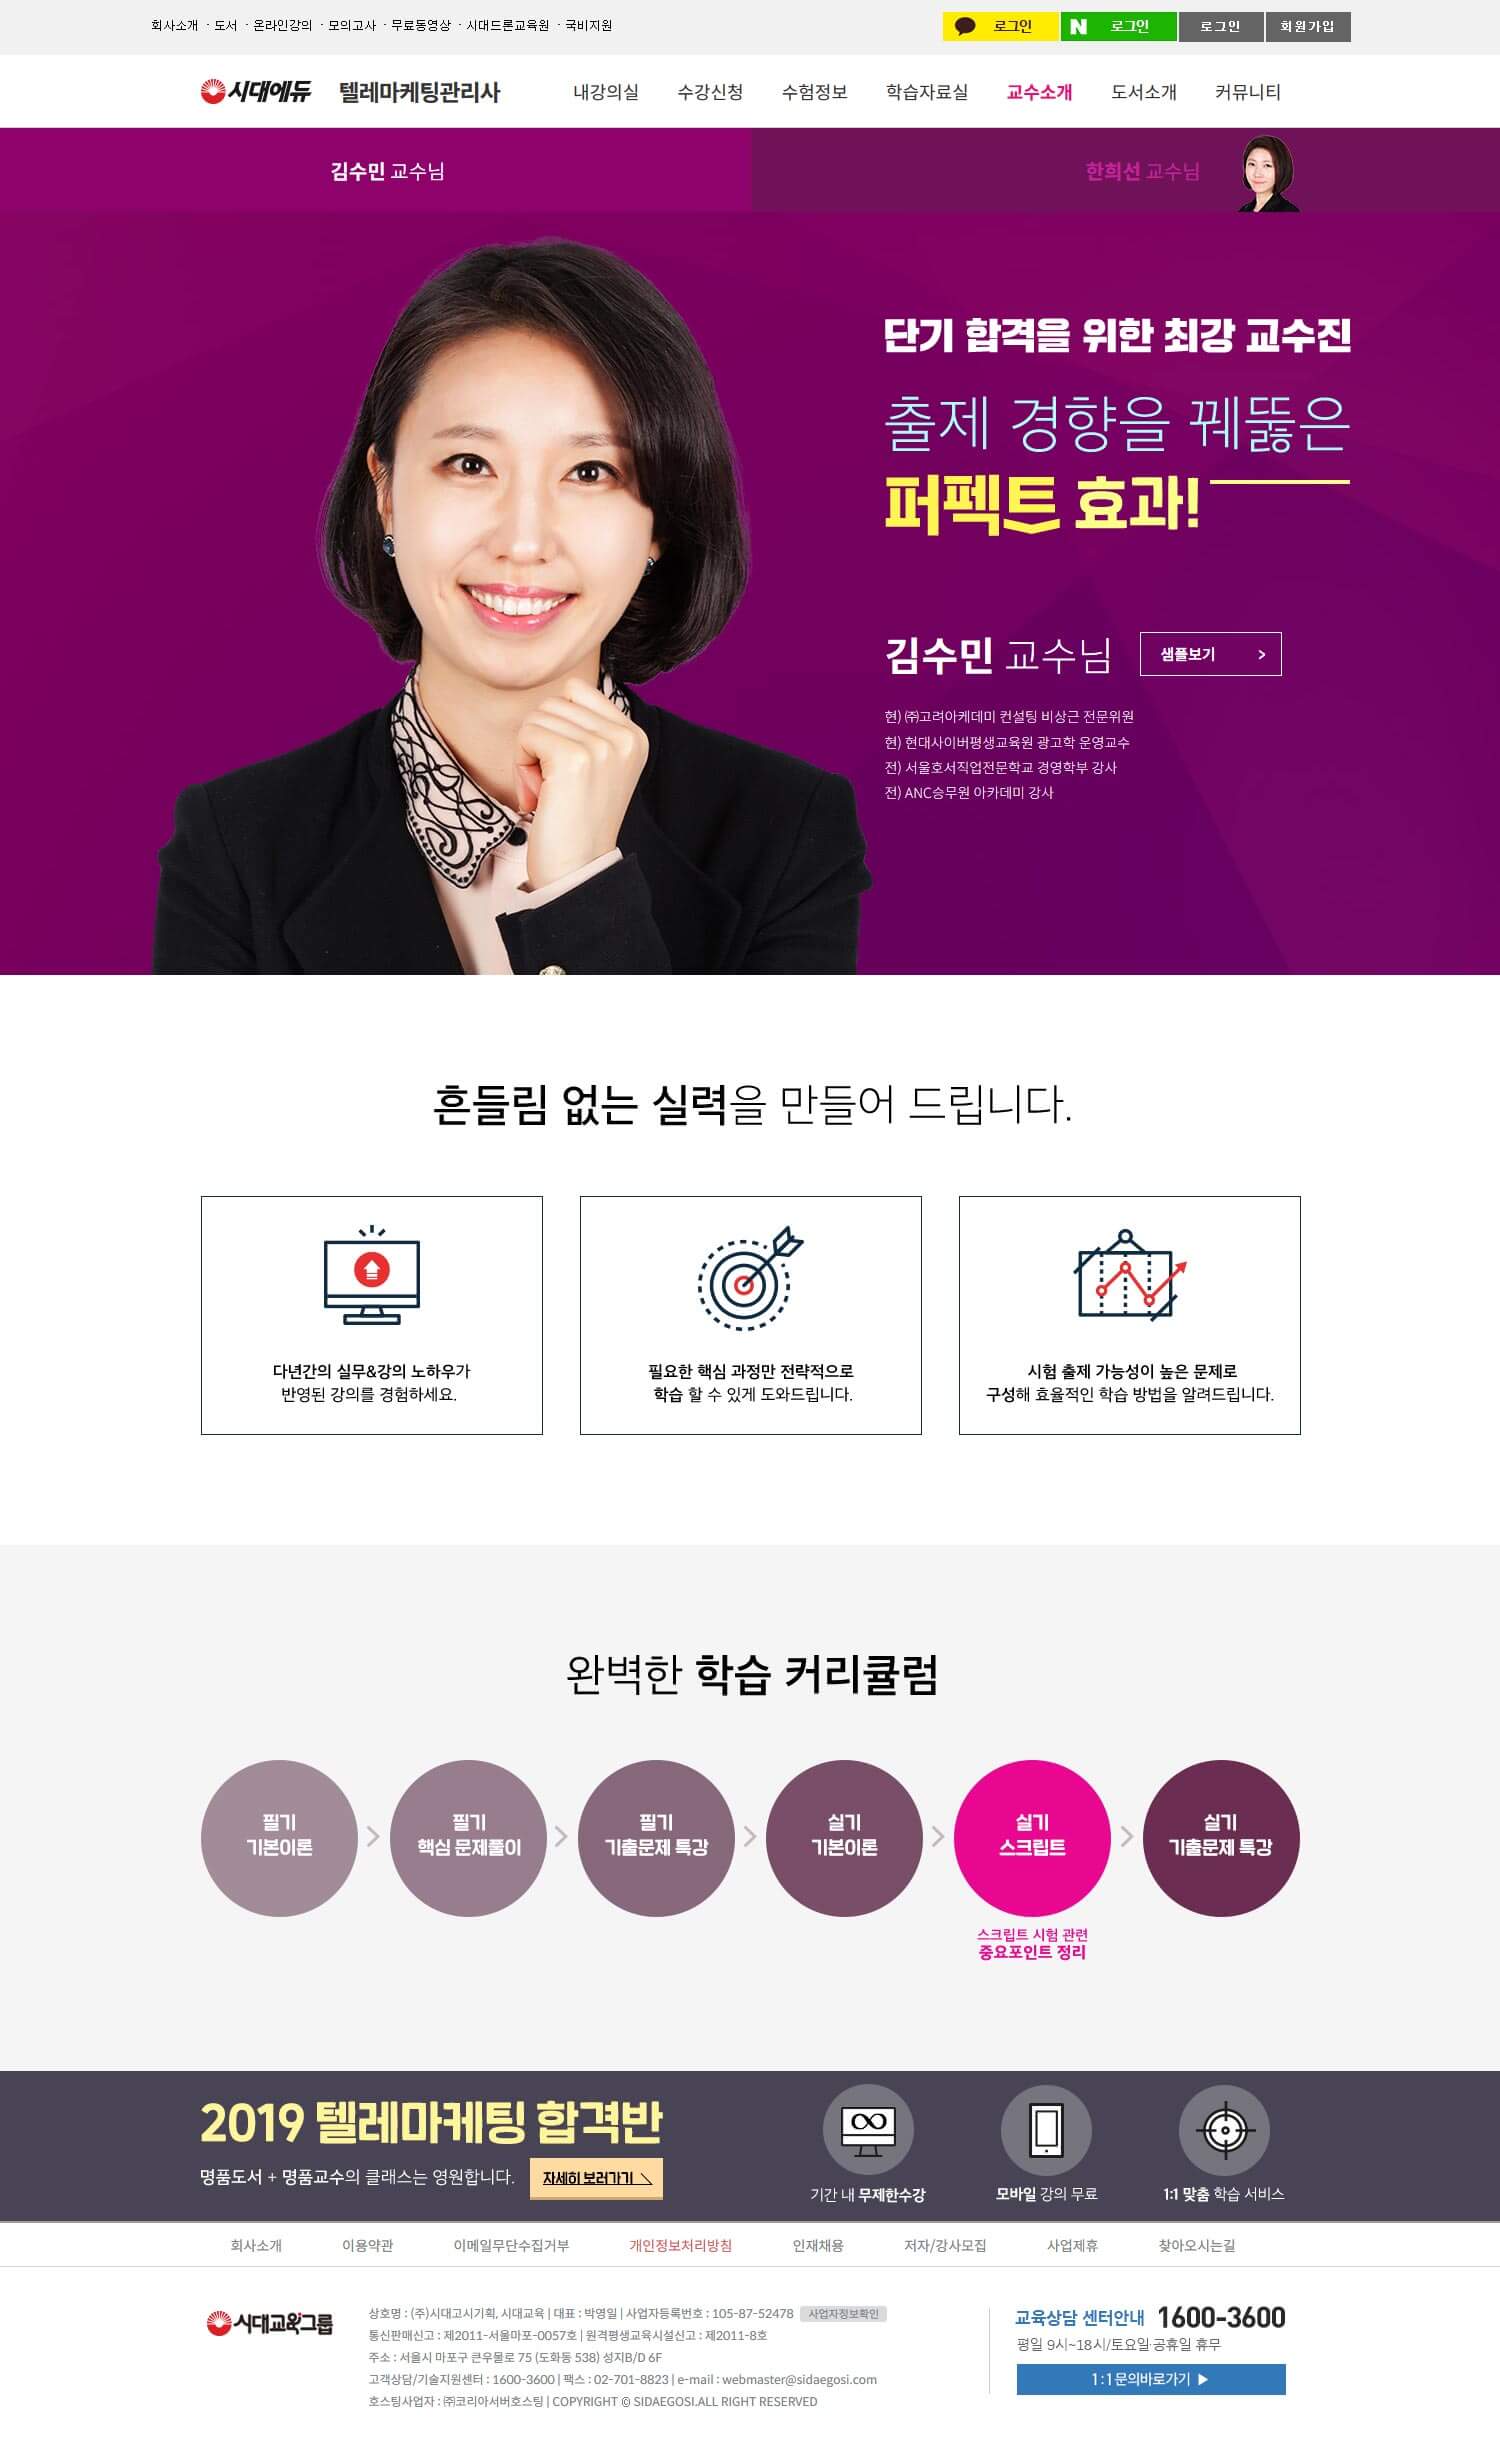 회사소개 · 도서 · 온라인강의 · 모의고사 · 무료동영상 · 시대드론교육원 · 국비지원
로그인
N 로그인
로그인
회원가입
시대에듀 텔레마케팅관리사
내강의실 수강신청 수험정보 학습자료실 교수소개 도서소개 커뮤니티
김수민 교수님
한희선 교수님
단기 합격을 위한 최강 교수진
출제 경향을 꿰뚫은
퍼펙트 효과!
김수민 교수님
샘플보기 >
현) ㈜고려아케데미 컨설팅 비상근 전문위원
현) 현대사이버평생교육원 광고학 운영교수
전) 서울호서직업전문학교 경영학부 강사
전) ANC승무원 아카데미 강사
흔들림 없는 실력을 만들어 드립니다.
다년간의 실무&강의 노하우가
반영된 강의를 경험하세요.
필요한 핵심 과정만 전략적으로
학습 할 수 있게 도와드립니다.
시험 출제 가능성이 높은 문제로
구성해 효율적인 학습 방법을 알려드립니다.
완벽한 학습 커리큘럼
필기
기본이론
필기
핵심 문제풀이
필기
기출문제 특강
실기
기본이론
실기
스크립트
실기
기출문제 특강
스크립트 시험 관련
중요포인트 정리
2019 텔레마케팅 합격반
명품도서 + 명품교수의 클래스는 영원합니다.
자세히 보러가기
기간 내 무제한수강
모바일 강의 무료
1:1 맞춤 학습 서비스
회사소개 이용약관 이메일무단수집거부 개인정보처리방침 인재채용 저자/강사모집 사업제휴 찾아오시는길
시대교육그룹
상호명 : (주)시대고시기획, 시대교육 | 대표 : 박영일 | 사업자등록번호 : 105-87-52478 사업자정보확인
통신판매신고 : 제2011-서울마포-0057호 | 원격평생교육시설신고 : 제2011-8호
주소 : 서울시 마포구 큰우물로 75 (도화동 538) 성지B/D 6F
고객상담/기술지원센터 : 1600-3600 | 팩스 : 02-701-8823 | e-mail : webmaster@sidaegosi.com
호스팅사업자 : ㈜코리아서버호스팅 | COPYRIGHT © SIDAEGOSI.ALL RIGHT RESERVED
교육상담 센터안내 1600-3600
평일 9시~18시/토요일·공휴일 휴무
1 : 1 문의바로가기 ▶